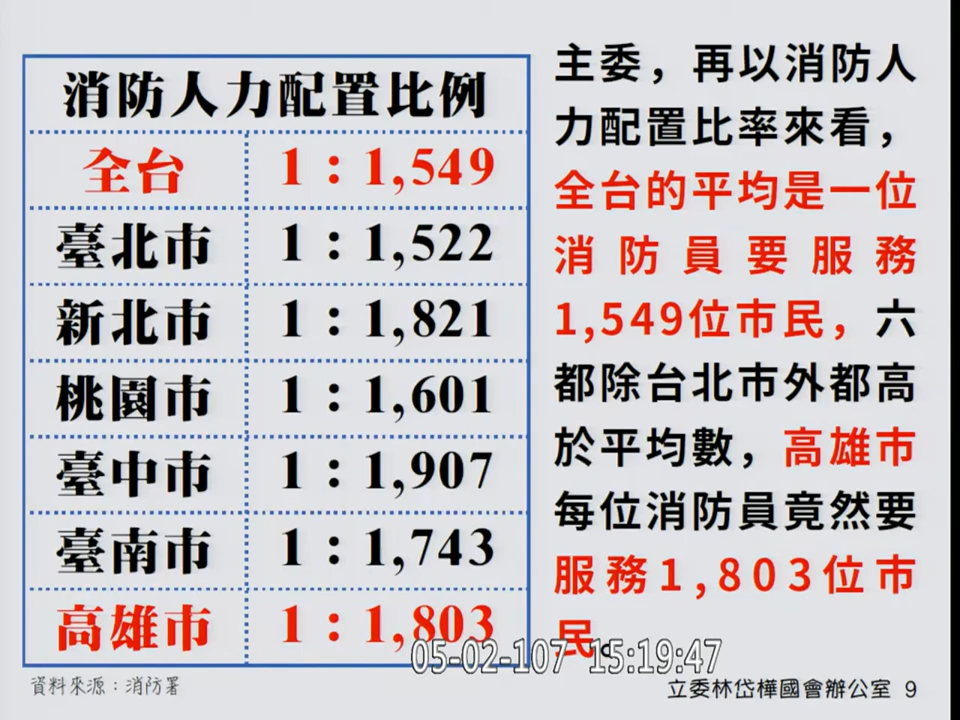 消防人力配置比例
全台 1：1,549
臺北市 1：1,522
新北市 1：1,821
桃園市 1：1,601
臺中市 1：1,907
臺南市 1：1,743
高雄市 1：1,803
資料來源：消防署
主委，再以消防人
力配置比率來看，
全台的平均是一位
消防員要服務
1,549位市民，六
都除台北市外都高
於平均數，高雄市
每位消防員竟然要
服務1,803位市
民。
05-02-107 15:19:47
立委林岱樺國會辦公室 9